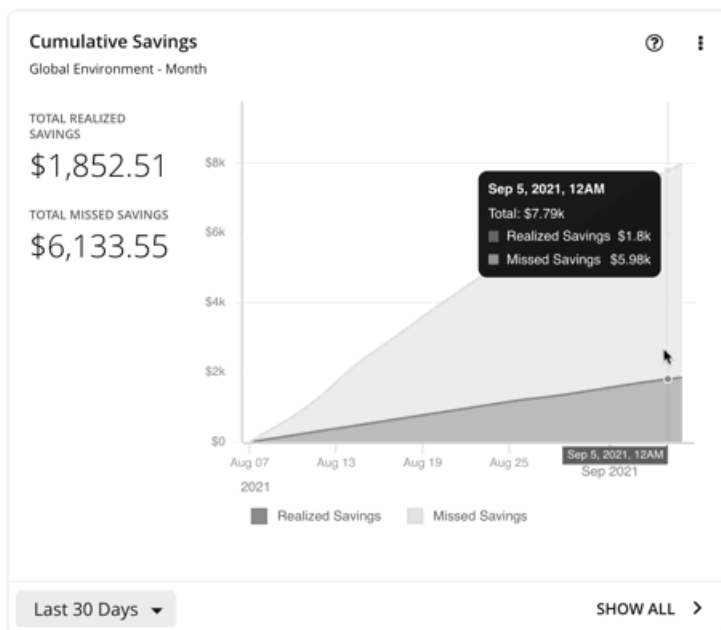 Cumulative Savings
Global Environment - Month
TOTAL REALIZED
SAVINGS
$1,852.51
TOTAL MISSED SAVINGS
$6,133.55
$8k
$6k
$4k
$2k
$0
Sep 5, 2021, 12AM
Total: $7.79k
Realized Savings $1.8k
Missed Savings $5.98k
Aug 07
Aug 13
Aug 19
Aug 25
Sep 5, 2021, 12AM
2021
Sep 2021
Realized Savings
Missed Savings
Last 30 Days
SHOW ALL